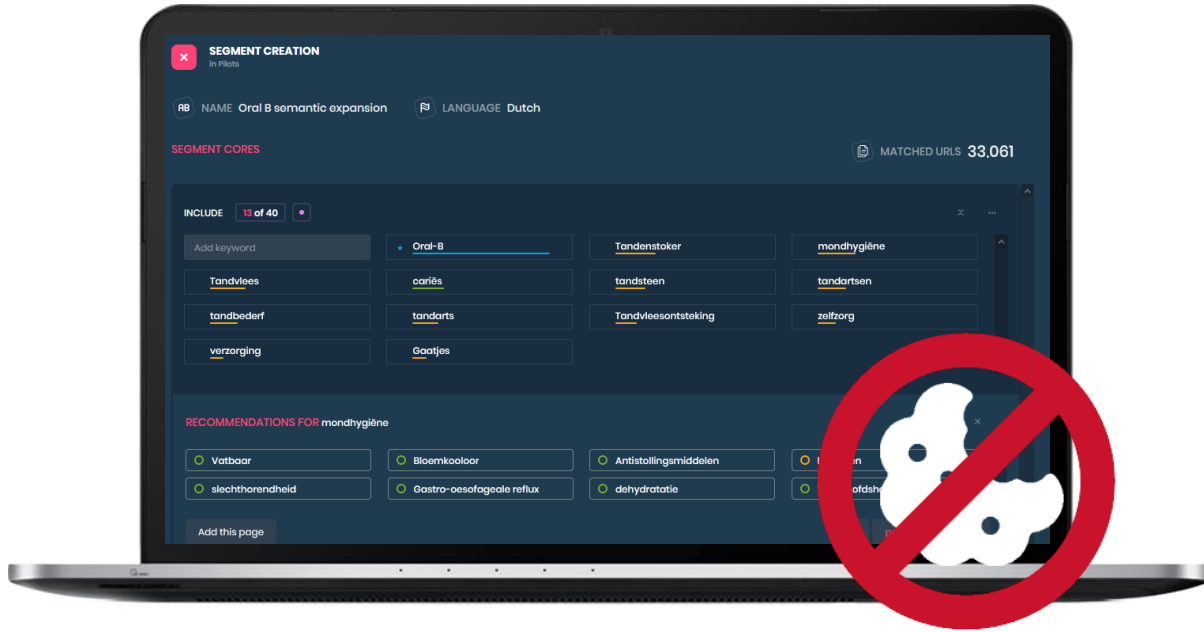 SEGMENT CREATION
in Pilots
AB NAME Oral B semantic expansion LANGUAGE Dutch
SEGMENT CORES
MATCHED URLS 33,061
INCLUDE 13 of 40
Add keyword Oral-B Tandenstoker mondhygiëne
Tandvlees cariës tandsteen tandartsen
tandbederf tandarts Tandvleesontsteking zelfzorg
verzorging Gaatjes
RECOMMENDATIONS FOR mondhygiëne
Vatbaar Bloemkooloor Antistollingsmiddelen
slechthorendheid Gastro-oesofageale reflux dehydratatie
Add this page